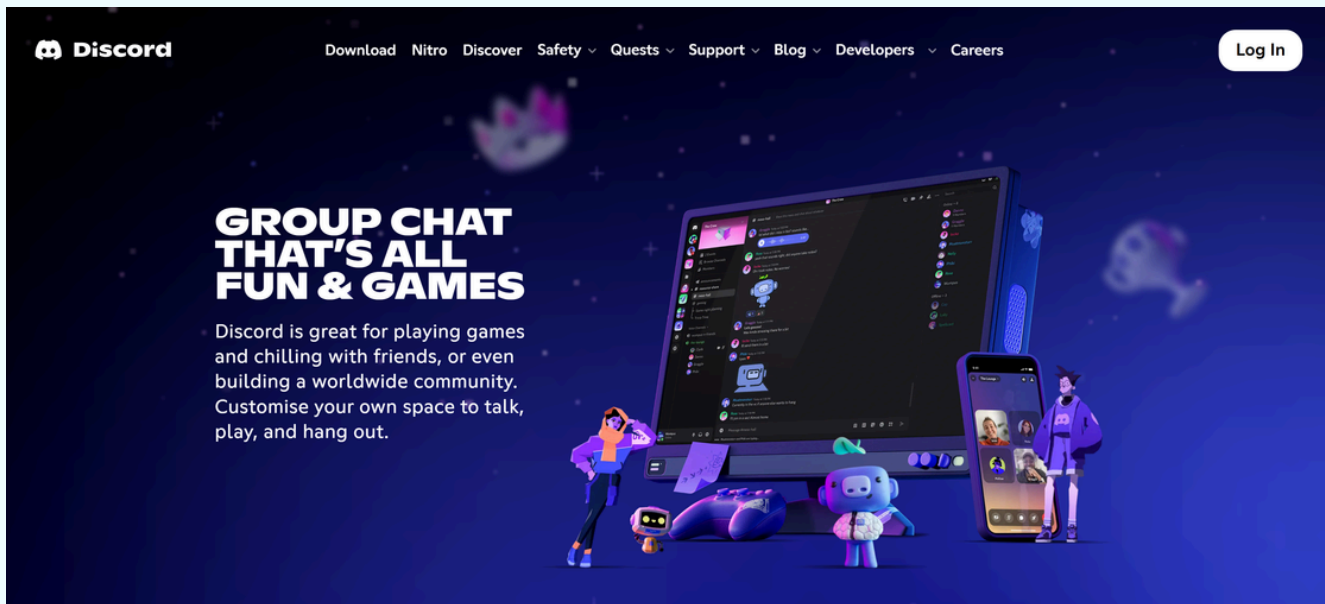 Discord
Download Nitro Discover Safety Quests Support Blog Developers Careers
Log In
GROUP CHAT
THAT'S ALL
FUN & GAMES
Discord is great for playing games
and chilling with friends, or even
building a worldwide community.
Customise your own space to talk,
play, and hang out.